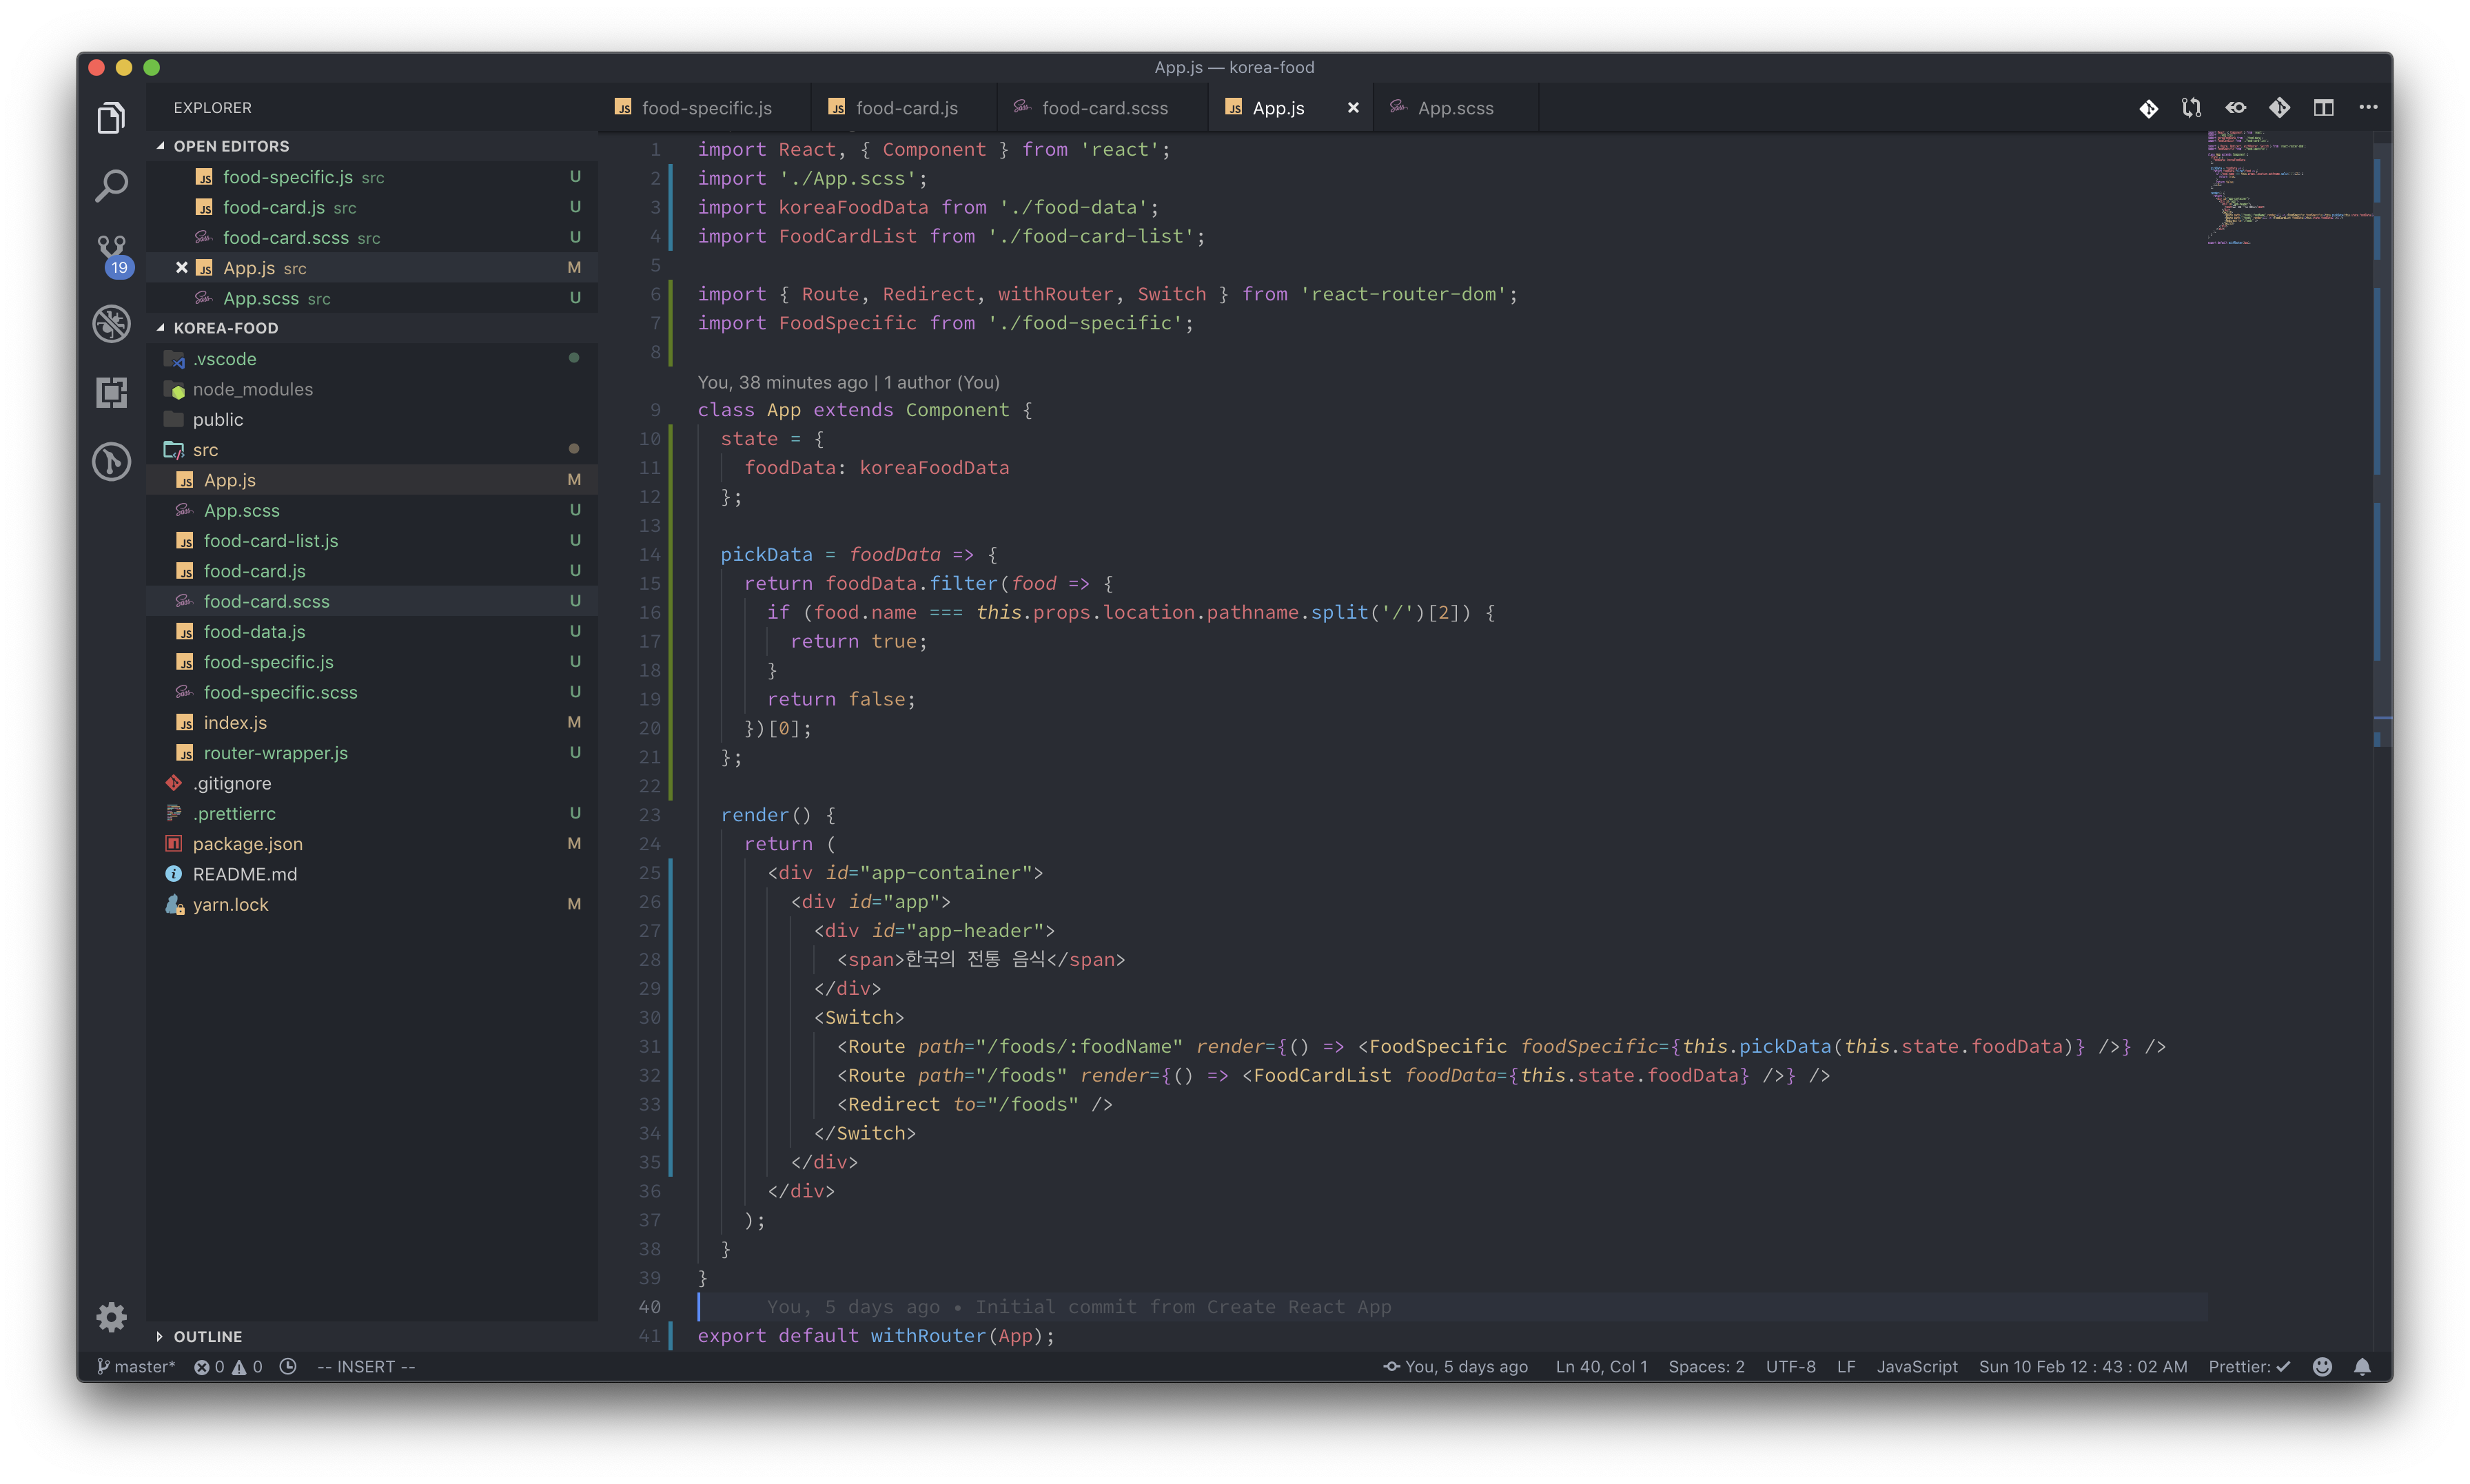 App.js — korea-food
EXPLORER
OPEN EDITORS
food-specific.js src U
food-card.js src U
food-card.scss src U
App.js src M
App.scss src U
KOREA-FOOD
.vscode
node_modules
public
src
App.js M
App.scss U
food-card-list.js U
food-card.js U
food-card.scss U
food-data.js U
food-specific.js U
food-specific.scss U
index.js M
router-wrapper.js U
.gitignore
.prettierrc U
package.json M
README.md
yarn.lock M
OUTLINE
19
food-specific.js food-card.js food-card.scss App.js App.scss
1 import React, { Component } from 'react';
2 import './App.scss';
3 import koreaFoodData from './food-data';
4 import FoodCardList from './food-card-list';
5
6 import { Route, Redirect, withRouter, Switch } from 'react-router-dom';
7 import FoodSpecific from './food-specific';
8
You, 38 minutes ago | 1 author (You)
9 class App extends Component {
10 state = {
11 foodData: koreaFoodData
12 };
13
14 pickData = foodData => {
15 return foodData.filter(food => {
16 if (food.name === this.props.location.pathname.split('/')[2]) {
17 return true;
18 }
19 return false;
20 })[0];
21 };
22
23 render() {
24 return (
25 <div id="app-container">
26 <div id="app">
27 <div id="app-header">
28 <span>한국의 전통 음식</span>
29 </div>
30 <Switch>
31 <Route path="/foods/:foodName" render={() => <FoodSpecific foodSpecific={this.pickData(this.state.foodData)} />} />
32 <Route path="/foods" render={() => <FoodCardList foodData={this.state.foodData} />} />
33 <Redirect to="/foods" />
34 </Switch>
35 </div>
36 </div>
37 );
38 }
39 }
40 You, 5 days ago • Initial commit from Create React App
41 export default withRouter(App);
master* 0 0 -- INSERT -- You, 5 days ago Ln 40, Col 1 Spaces: 2 UTF-8 LF JavaScript Sun 10 Feb 12 : 43 : 02 AM Prettier: ✓